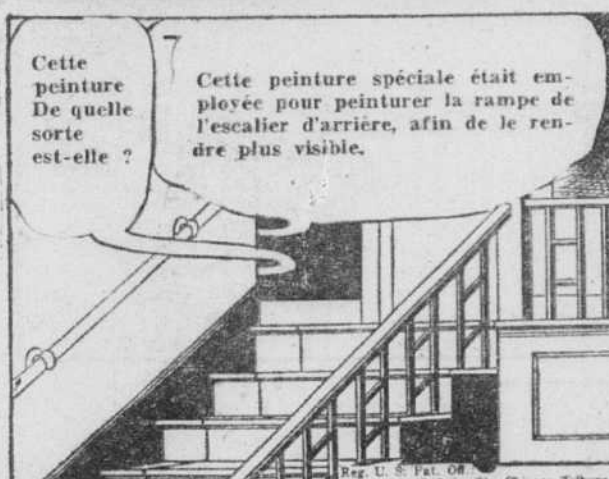 Cette
peinture
De quelle
sorte
est-elle ?
Cette peinture spéciale était em-
ployée pour peinturer la rampe de
l'escalier d'arrière, afin de le ren-
dre plus visible.
Reg. U. S. Pat. Off.